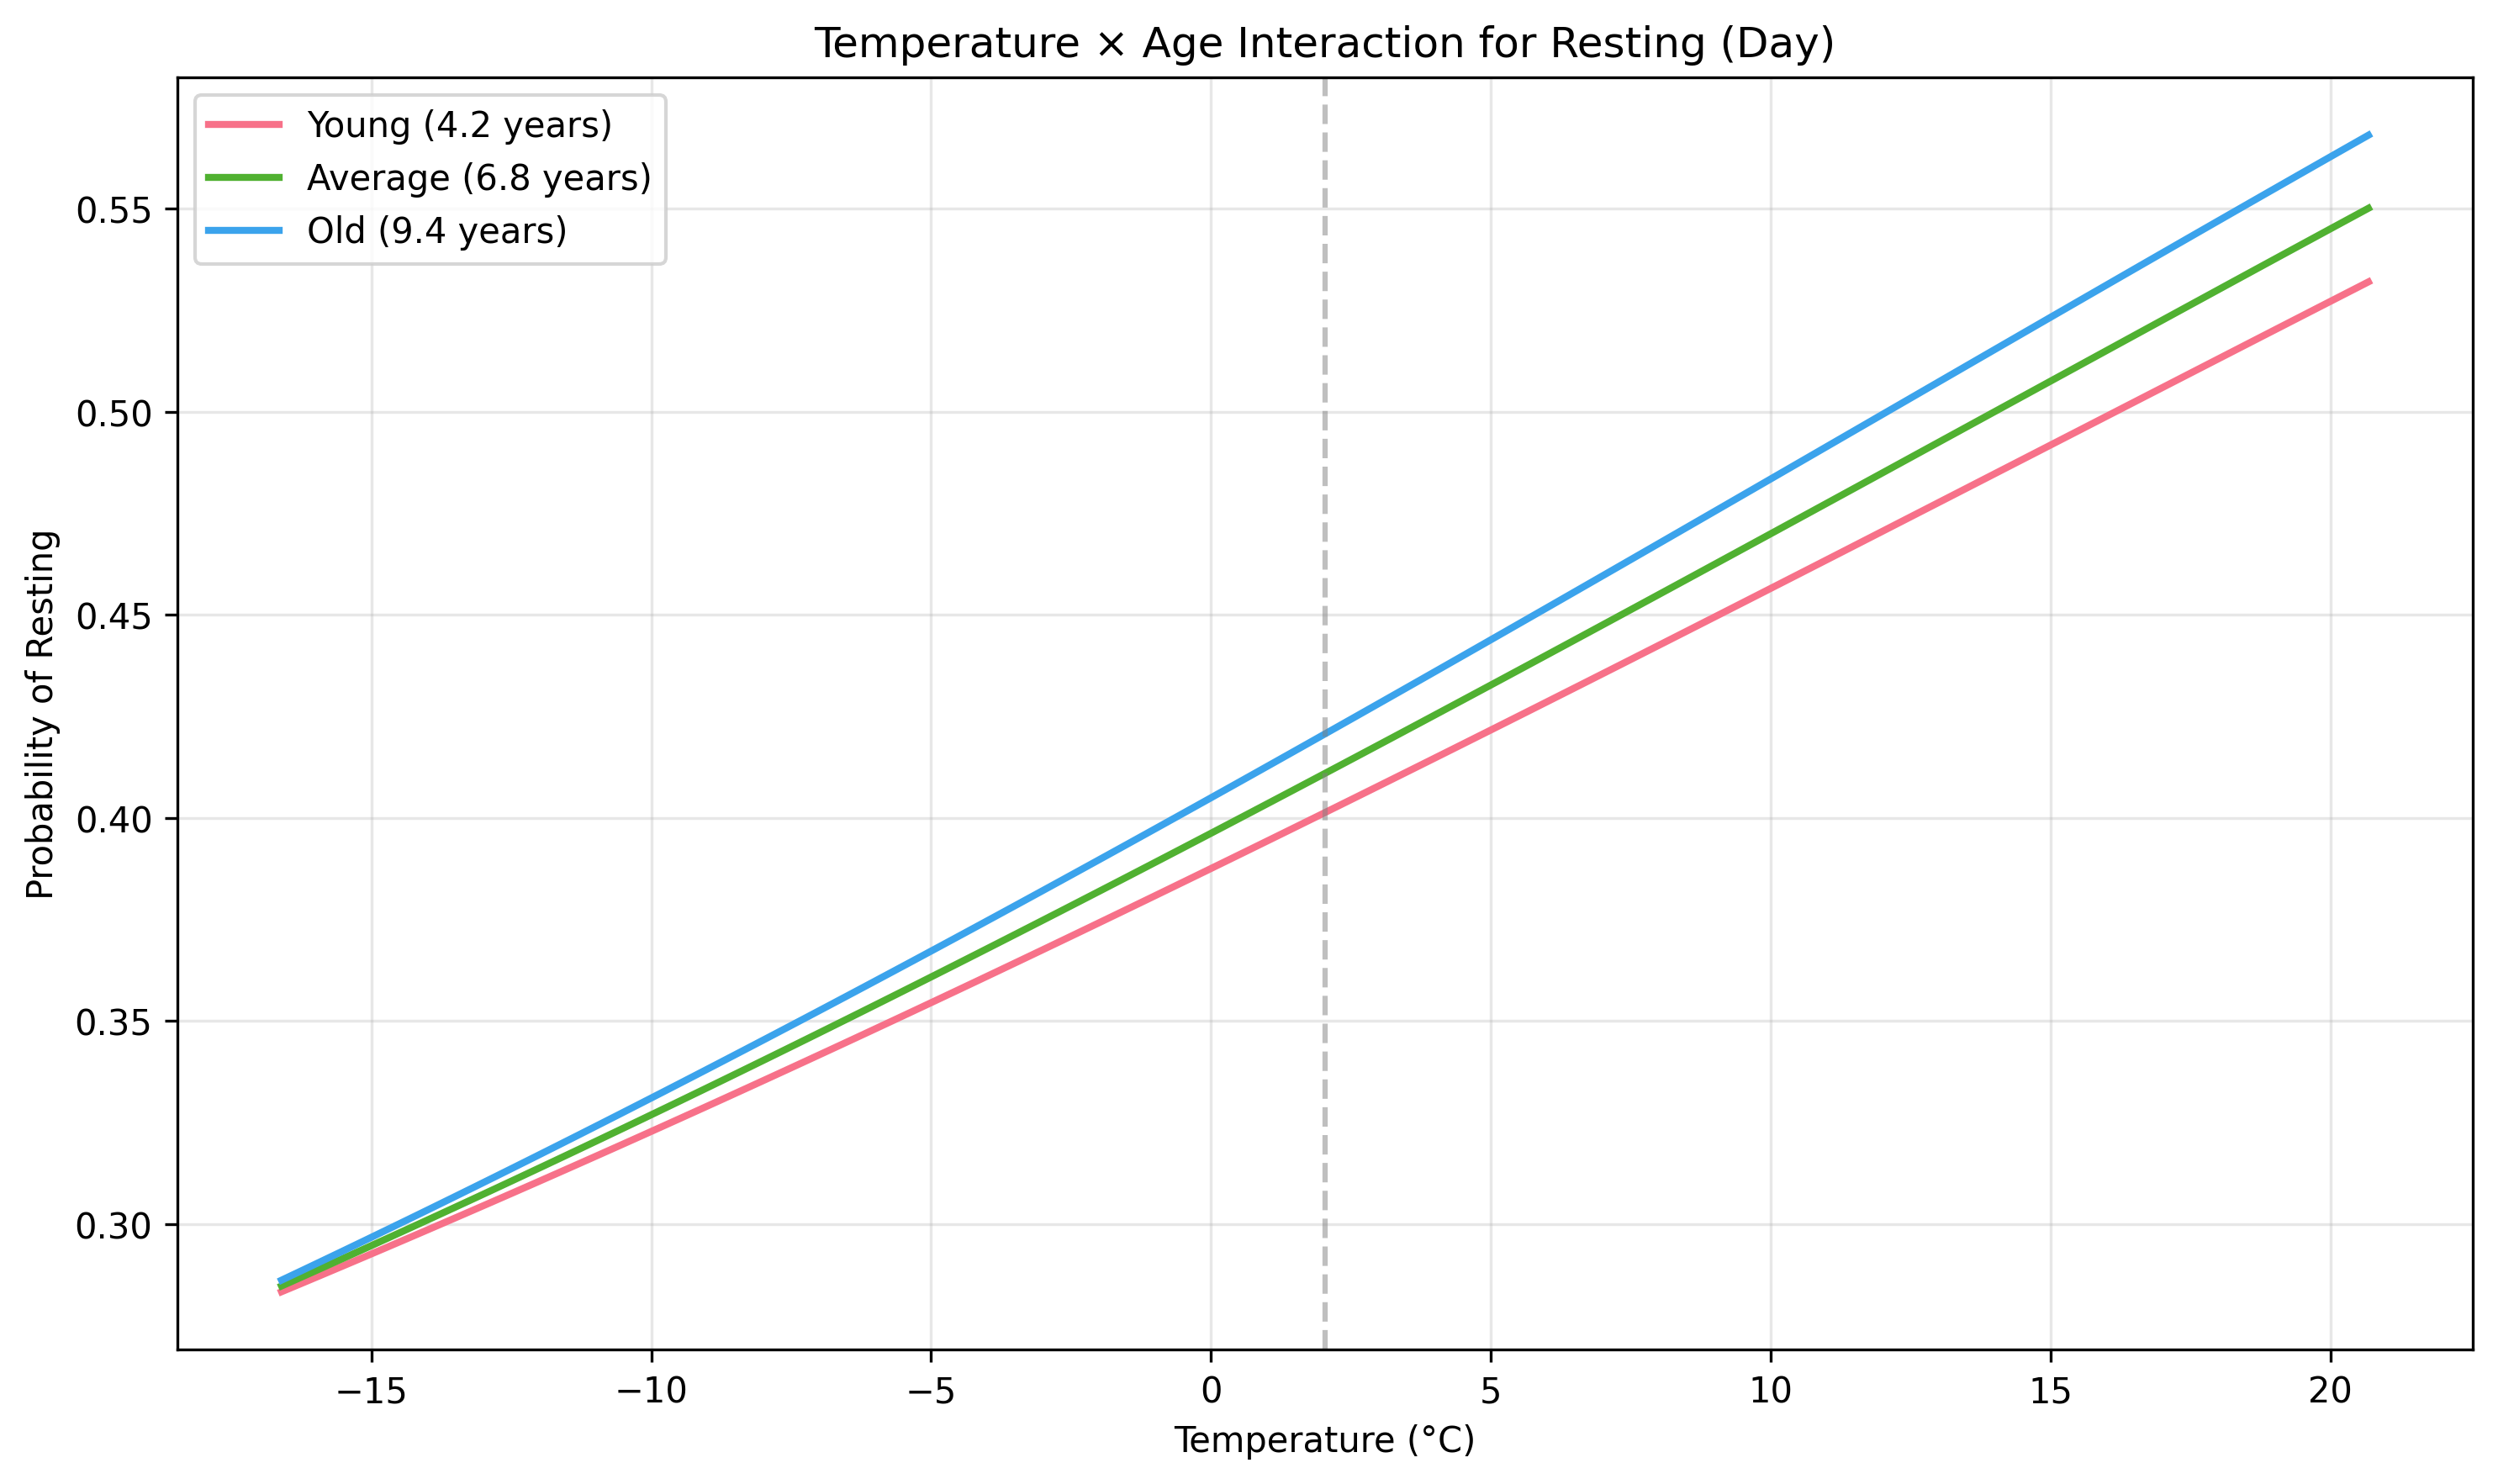 Temperature × Age Interaction for Resting (Day)
Young (4.2 years)
Average (6.8 years)
Old (9.4 years)
Probability of Resting
0.55
0.50
0.45
0.40
0.35
0.30
−15
−10
−5
0
5
10
15
20
Temperature (°C)